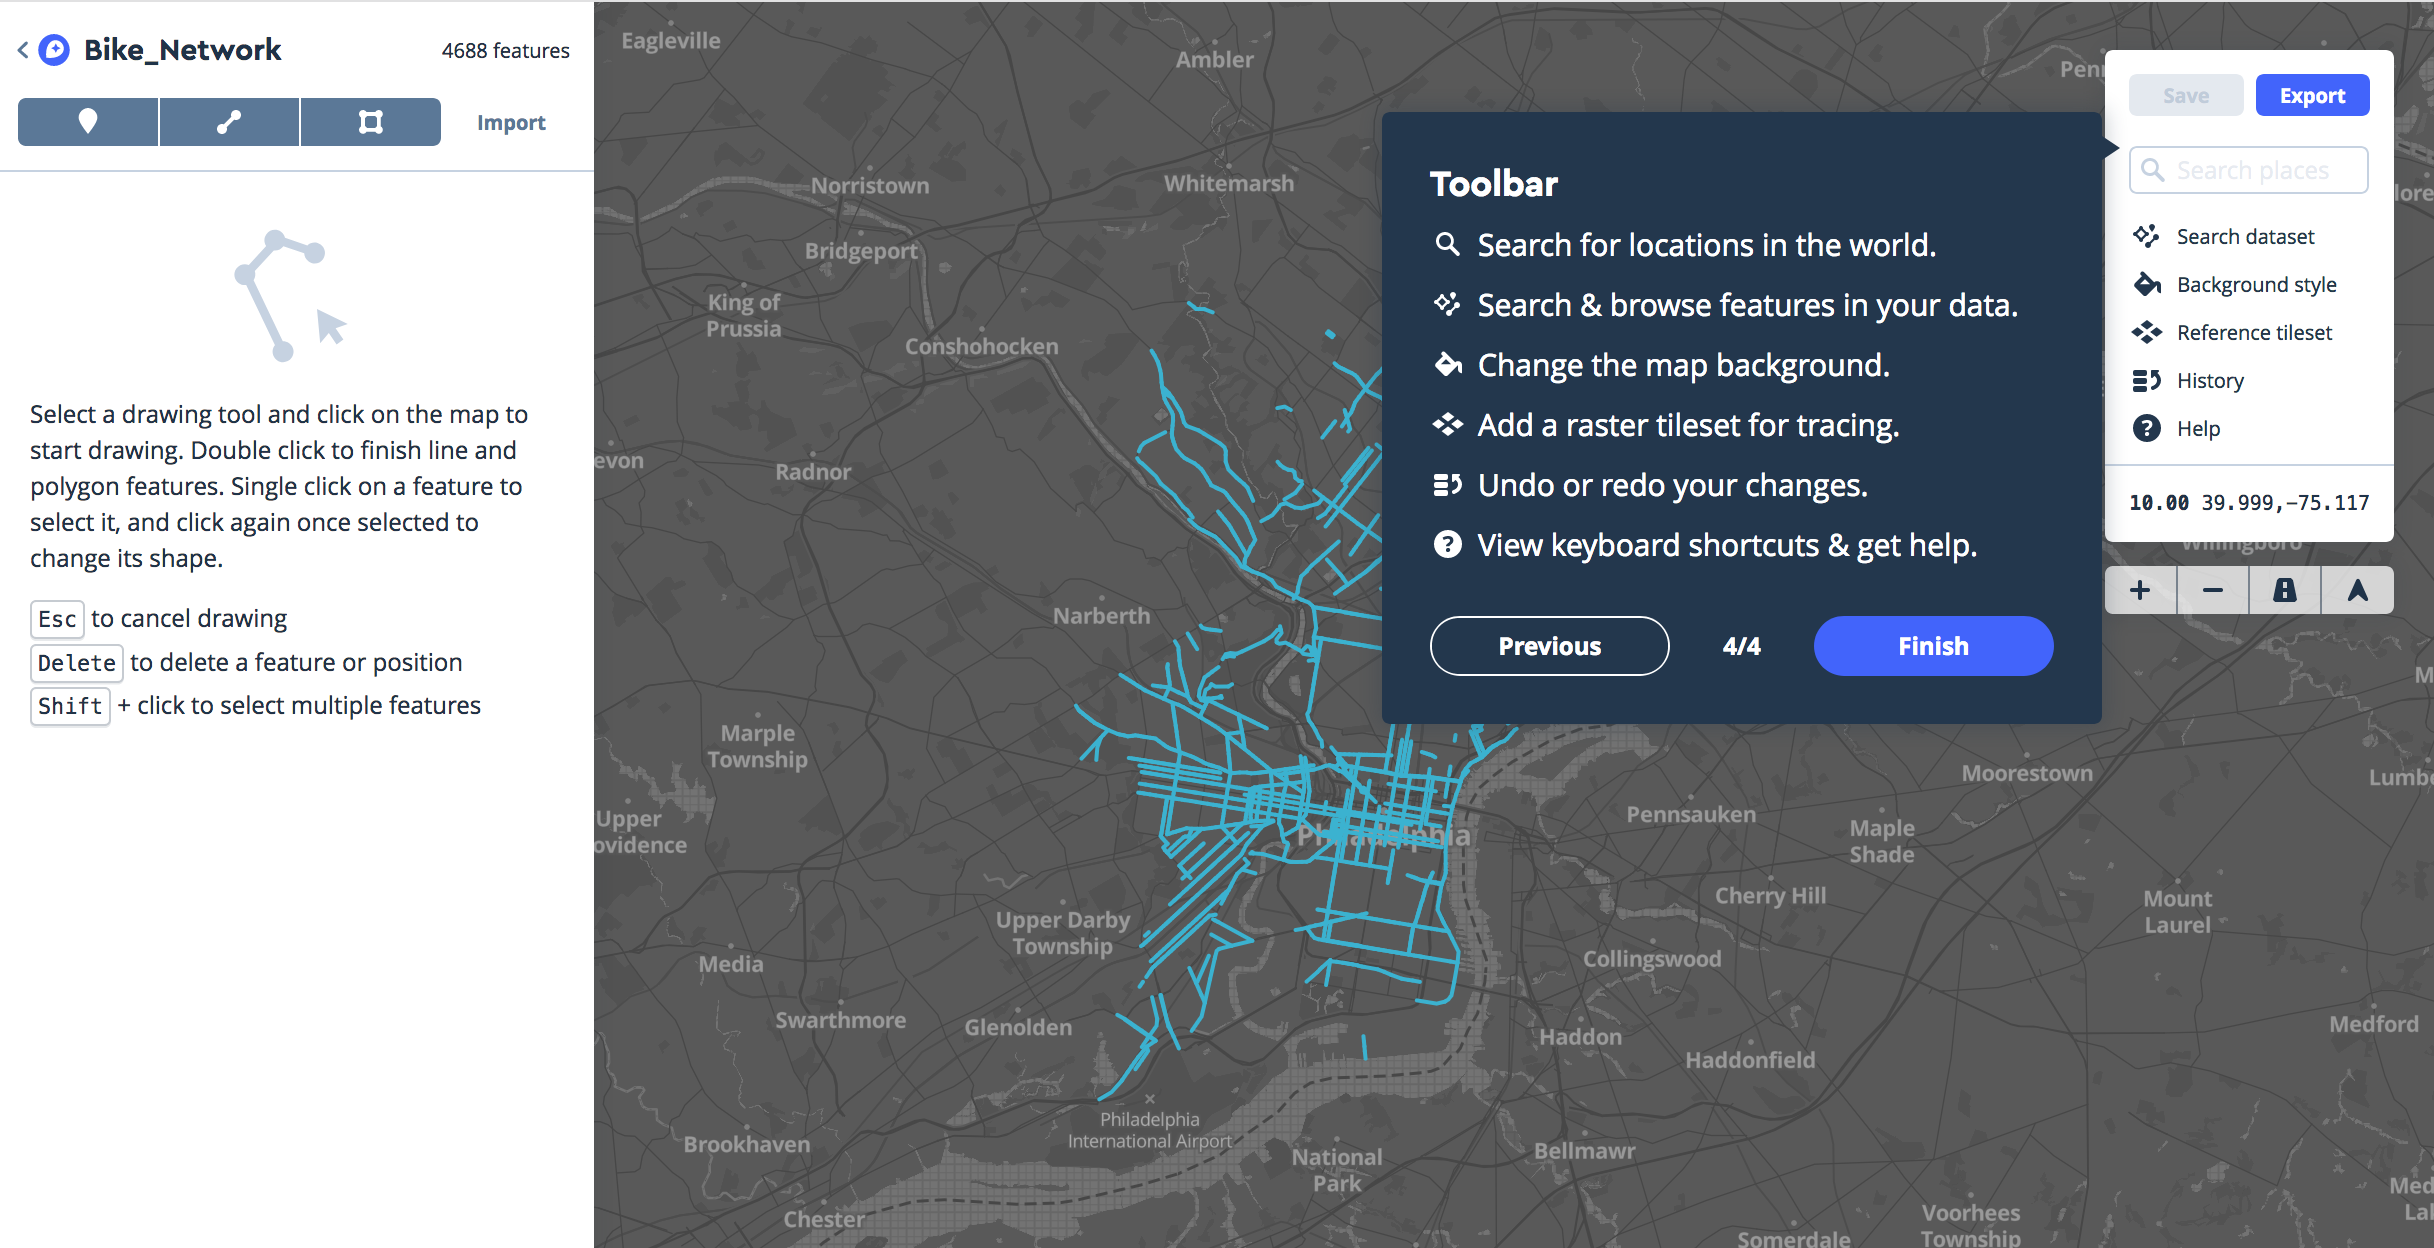 Bike_Network
4688 features
Import
Select a drawing tool and click on the map to
start drawing. Double click to finish line and
polygon features. Single click on a feature to
select it, and click again once selected to
change its shape.
Esc to cancel drawing
Delete to delete a feature or position
Shift + click to select multiple features
Eagleville
Ambler
Norristown
Whitemarsh
Bridgeport
King of
Prussia
Conshohocken
evon
Radnor
Narberth
Marple
Township
Upper
ovidence
Philadelphia
Upper Darby
Township
Media
Swarthmore
Glenolden
Philadelphia
International Airport
Brookhaven
National
Park
Chester
Moorestown
Pennsauken
Maple
Shade
Cherry Hill
Mount
Laurel
Collingswood
Haddon
Haddonfield
Medford
Bellmawr
Voorhees
Township
Somerdale
Lumb
Med
La
M
Penn
lore
Willingboro
Toolbar
Search for locations in the world.
Search & browse features in your data.
Change the map background.
Add a raster tileset for tracing.
Undo or redo your changes.
View keyboard shortcuts & get help.
Previous
4/4
Finish
Save
Export
Search places
Search dataset
Background style
Reference tileset
History
Help
10.00 39.999,-75.117